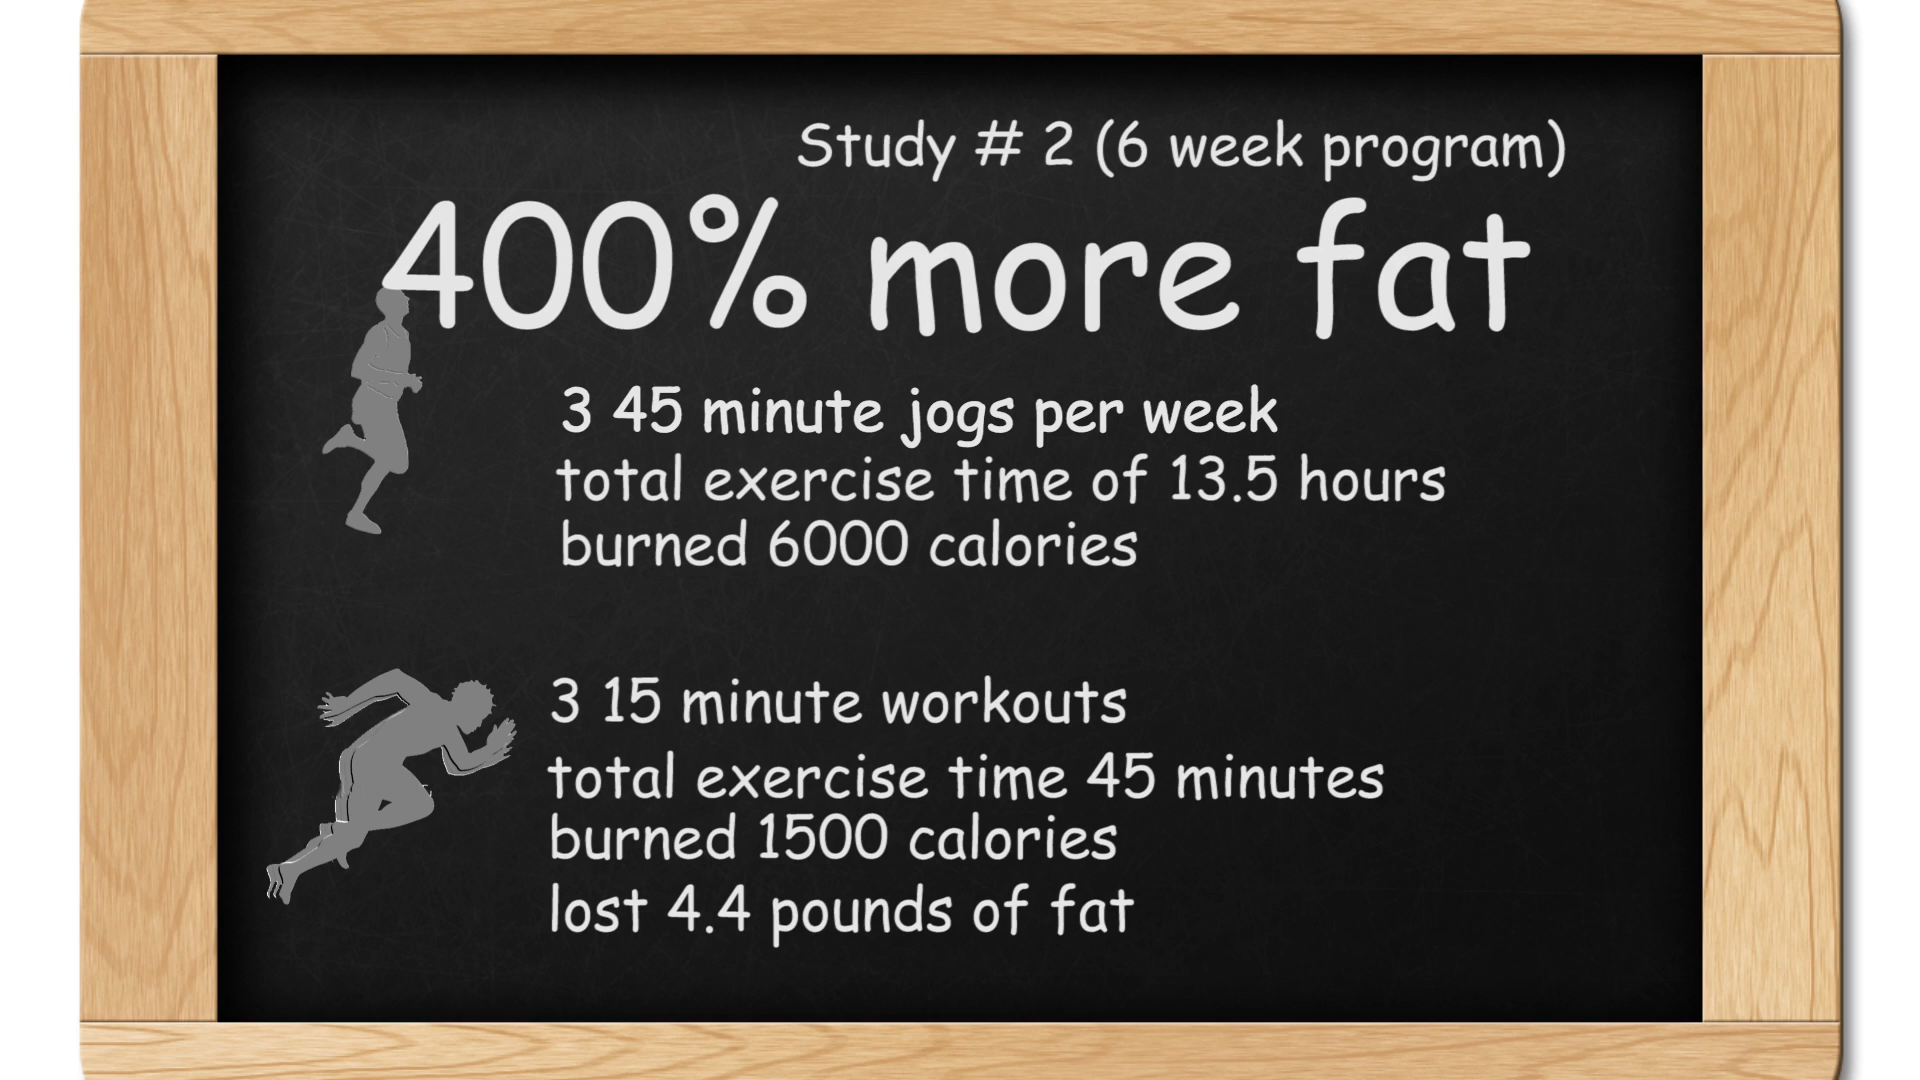 Study # 2 (6 week program)
400% more fat
3 45 minute jogs per week
total exercise time of 13.5 hours
burned 6000 calories
3 15 minute workouts
total exercise time 45 minutes
burned 1500 calories
lost 4.4 pounds of fat